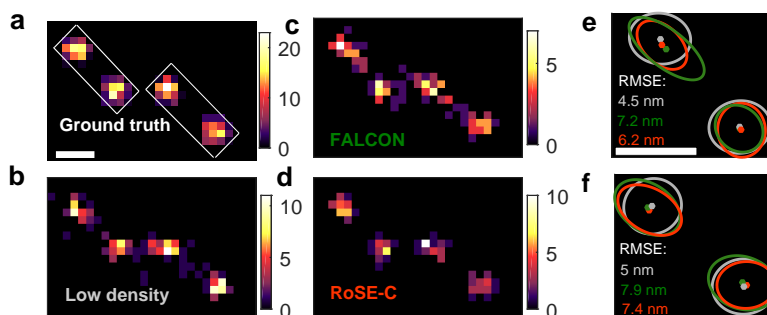 a
Ground truth
20
10
0
b
Low density
10
5
0
c
FALCON
5
0
d
RoSE-C
10
5
0
e
RMSE:
4.5 nm
7.2 nm
6.2 nm
f
RMSE:
5 nm
7.9 nm
7.4 nm